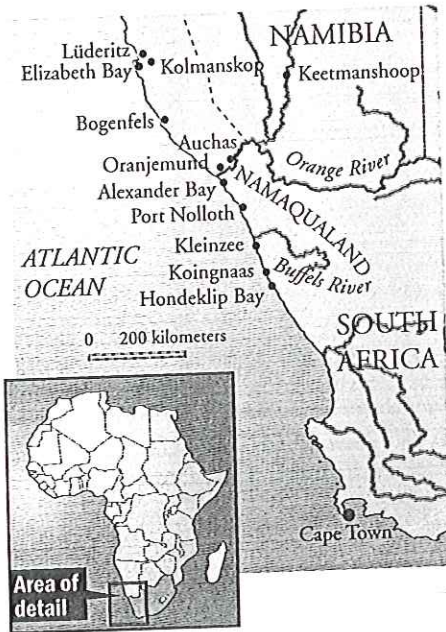 NAMIBIA
Lüderitz
Elizabeth Bay
Kolmanskop
Keetmanshoop
Bogenfels
Auchas
Oranjemund
Orange River
Alexander Bay
NAMAQUALAND
Port Nolloth
Kleinzee
ATLANTIC
OCEAN
Koingnaas
Buffels River
Hondeklip Bay
0 200 kilometers
SOUTH
AFRICA
Cape Town
Area of
detail